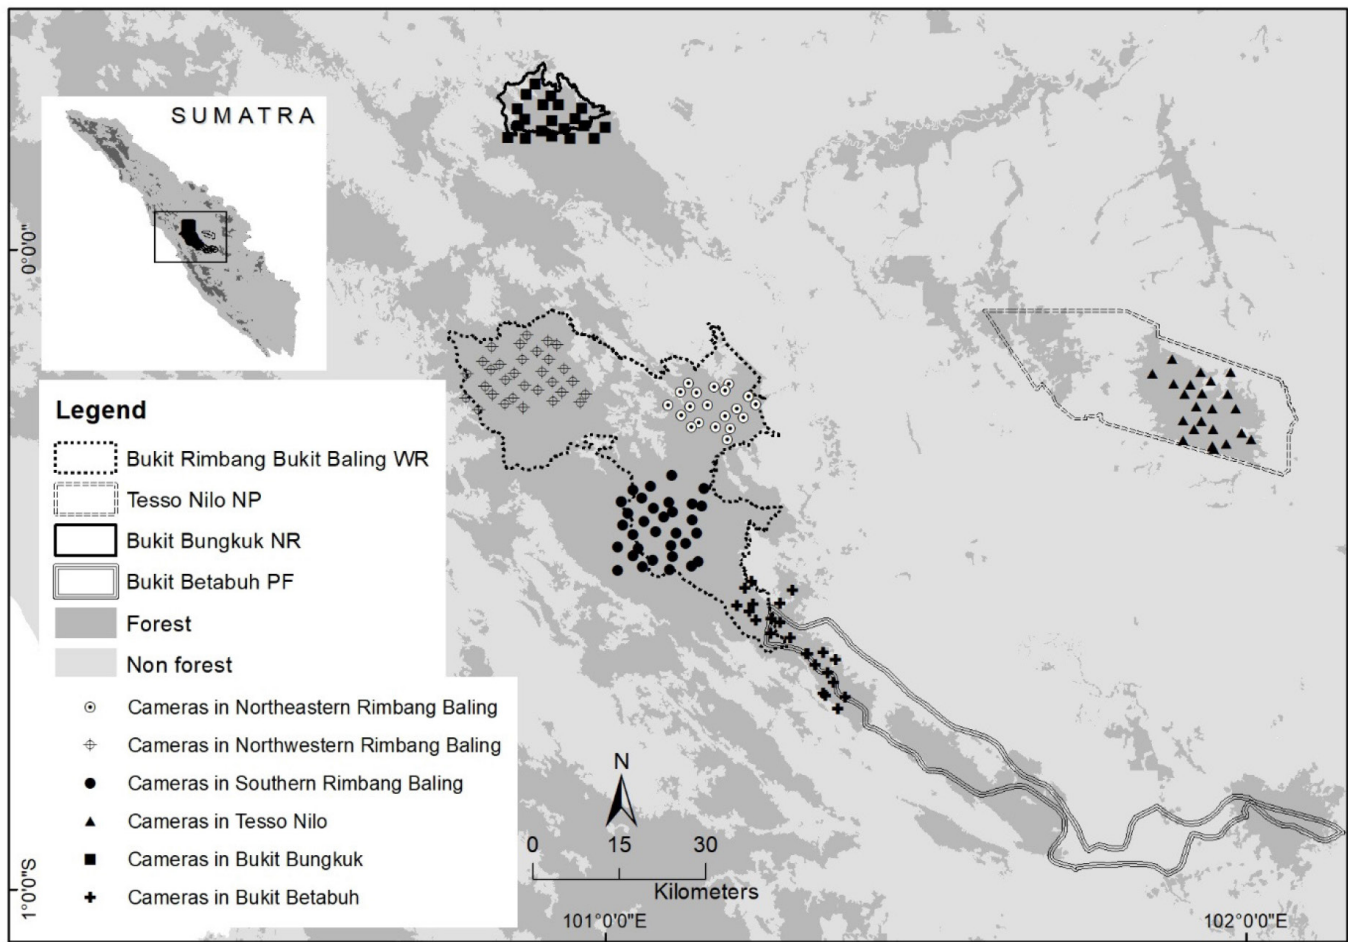 SUMATRA
0°0'0"
Legend
Bukit Rimbang Bukit Baling WR
Tesso Nilo NP
Bukit Bungkuk NR
Bukit Betabuh PF
Forest
Non forest
Cameras in Northeastern Rimbang Baling
Cameras in Northwestern Rimbang Baling
Cameras in Southern Rimbang Baling
Cameras in Tesso Nilo
Cameras in Bukit Bungkuk
Cameras in Bukit Betabuh
N
0 15 30
Kilometers
1°0'0"S
101°0'0"E
102°0'0"E